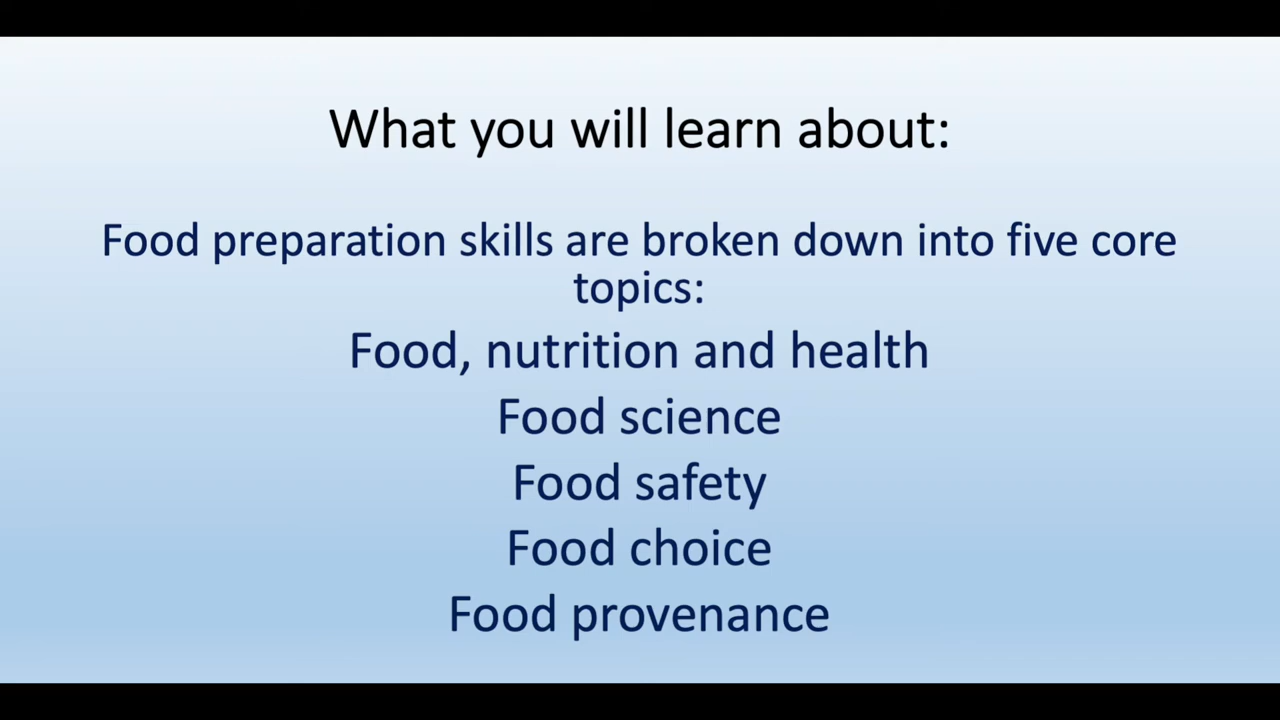 What you will learn about:
Food preparation skills are broken down into five core
topics:
Food, nutrition and health
Food science
Food safety
Food choice
Food provenance